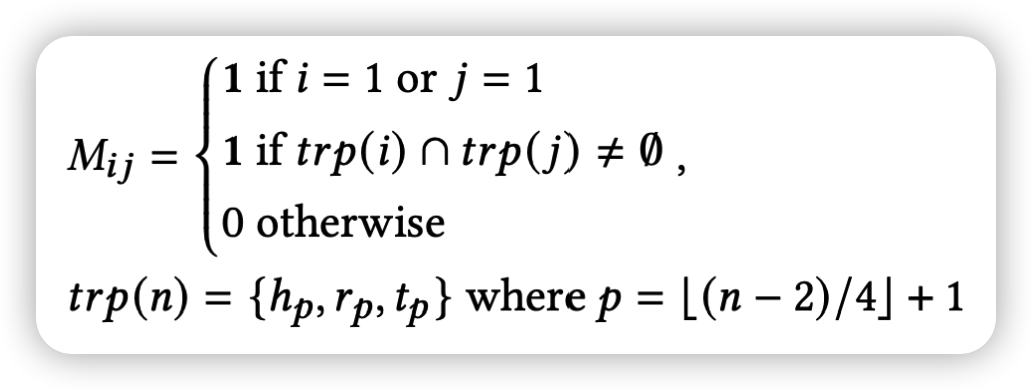 1 if i = 1 or j = 1
M_{ij} = { 1 if trp(i) ∩ trp(j) ≠ ∅ ,
0 otherwise
trp(n) = {h_p, r_p, t_p} where p = ⌊(n − 2)/4⌋ + 1